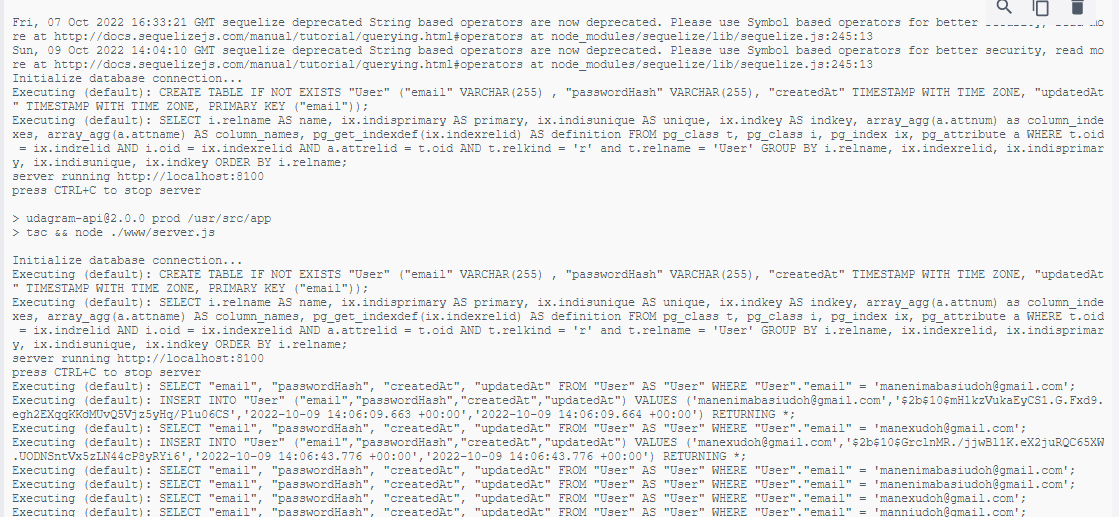 Fri, 07 Oct 2022 16:33:21 GMT sequelize deprecated String based operators are now deprecated. Please use Symbol based operators for better
re at http://docs.sequelizejs.com/manual/tutorial/querying.html#operators at node_modules/sequelize/lib/sequelize.js:245:13
Sun, 09 Oct 2022 14:04:10 GMT sequelize deprecated String based operators are now deprecated. Please use Symbol based operators for better security, read mo
re at http://docs.sequelizejs.com/manual/tutorial/querying.html#operators at node_modules/sequelize/lib/sequelize.js:245:13
Initialize database connection...
Executing (default): CREATE TABLE IF NOT EXISTS "User" ("email" VARCHAR(255) , "passwordHash" VARCHAR(255), "createdAt" TIMESTAMP WITH TIME ZONE, "updatedAt
" TIMESTAMP WITH TIME ZONE, PRIMARY KEY ("email"));
Executing (default): SELECT i.relname AS name, ix.indisprimary AS primary, ix.indisunique AS unique, ix.indkey AS indkey, array_agg(a.attnum) as column_inde
xes, array_agg(a.attname) AS column_names, pg_get_indexdef(ix.indexrelid) AS definition FROM pg_class t, pg_class i, pg_index ix, pg_attribute a WHERE t.oid
= ix.indrelid AND i.oid = ix.indexrelid AND a.attrelid = t.oid AND t.relkind = 'r' and t.relname = 'User' GROUP BY i.relname, ix.indexrelid, ix.indisprimar
y, ix.indisunique, ix.indkey ORDER BY i.relname;
server running http://localhost:8100
press CTRL+C to stop server
> udagram-api@2.0.0 prod /usr/src/app
> tsc && node ./www/server.js
Initialize database connection...
Executing (default): CREATE TABLE IF NOT EXISTS "User" ("email" VARCHAR(255) , "passwordHash" VARCHAR(255), "createdAt" TIMESTAMP WITH TIME ZONE, "updatedAt
" TIMESTAMP WITH TIME ZONE, PRIMARY KEY ("email"));
Executing (default): SELECT i.relname AS name, ix.indisprimary AS primary, ix.indisunique AS unique, ix.indkey AS indkey, array_agg(a.attnum) as column_inde
xes, array_agg(a.attname) AS column_names, pg_get_indexdef(ix.indexrelid) AS definition FROM pg_class t, pg_class i, pg_index ix, pg_attribute a WHERE t.oid
= ix.indrelid AND i.oid = ix.indexrelid AND a.attrelid = t.oid AND t.relkind = 'r' and t.relname = 'User' GROUP BY i.relname, ix.indexrelid, ix.indisprimar
y, ix.indisunique, ix.indkey ORDER BY i.relname;
server running http://localhost:8100
press CTRL+C to stop server
Executing (default): SELECT "email", "passwordHash", "createdAt", "updatedAt" FROM "User" AS "User" WHERE "User"."email" = 'manenimabasiudoh@gmail.com';
Executing (default): INSERT INTO "User" ("email","passwordHash","createdAt","updatedAt") VALUES ('manenimabasiudoh@gmail.com','$2b$10$mHlkzVukaEyCS1.G.Fxd9.
egh2EXqqKKdMUvQ5Vjz5yHq/P1u06CS','2022-10-09 14:06:09.663 +00:00','2022-10-09 14:06:09.664 +00:00') RETURNING *;
Executing (default): SELECT "email", "passwordHash", "createdAt", "updatedAt" FROM "User" AS "User" WHERE "User"."email" = 'manexudoh@gmail.com';
Executing (default): INSERT INTO "User" ("email","passwordHash","createdAt","updatedAt") VALUES ('manexudoh@gmail.com','$2b$10$GrclnMR./jjwBl1K.eX2juRQC65XW
.UODNSntVx5zLN44cP8yRYi6','2022-10-09 14:06:43.776 +00:00','2022-10-09 14:06:43.776 +00:00') RETURNING *;
Executing (default): SELECT "email", "passwordHash", "createdAt", "updatedAt" FROM "User" AS "User" WHERE "User"."email" = 'manenimabasiudoh@gmail.com';
Executing (default): SELECT "email", "passwordHash", "createdAt", "updatedAt" FROM "User" AS "User" WHERE "User"."email" = 'manenimabasiudoh@gmail.com';
Executing (default): SELECT "email", "passwordHash", "createdAt", "updatedAt" FROM "User" AS "User" WHERE "User"."email" = 'manexudoh@gmail.com';
Executing (default): SELECT "email", "passwordHash", "createdAt", "updatedAt" FROM "User" AS "User" WHERE "User"."email" = 'manniudoh@gmail.com';